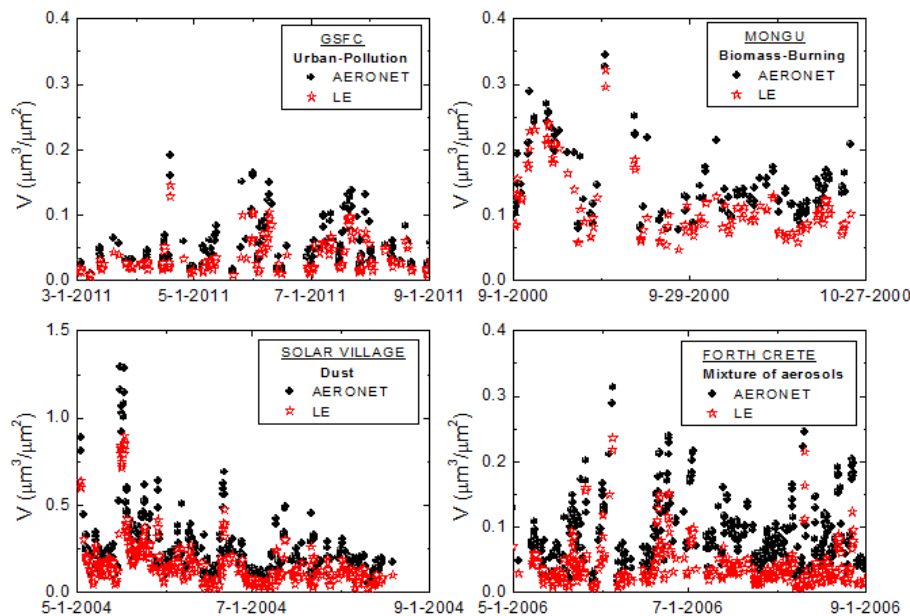 0.4
0.3
0.2
0.1
0.0
V (µm³/µm²)
GSFC
Urban-Pollution
AERONET
LE
3-1-2011
5-1-2011
7-1-2011
9-1-2011
0.4
0.3
0.2
0.1
0.0
V (µm³/µm²)
MONGU
Biomass-Burning
AERONET
LE
9-1-2000
9-29-2000
10-27-2000
1.5
1.0
0.5
0.0
V (µm³/µm²)
SOLAR VILLAGE
Dust
AERONET
LE
5-1-2004
7-1-2004
9-1-2004
0.4
0.3
0.2
0.1
0.0
V (µm³/µm²)
FORTH CRETE
Mixture of aerosols
AERONET
LE
5-1-2006
7-1-2006
9-1-2006